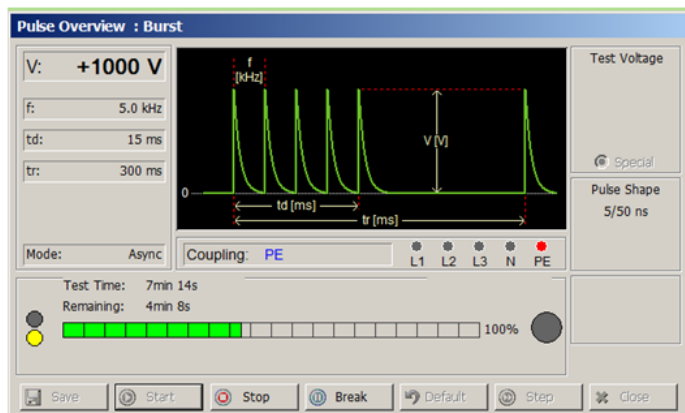 Pulse Overview : Burst
V: +1000 V
f: 5.0 kHz
td: 15 ms
tr: 300 ms
Mode: Async
f
[kHz]
V [V]
0
td [ms]
tr [ms]
Coupling: PE
L1 L2 L3 N PE
Test Voltage
Special
Pulse Shape
5/50 ns
Test Time: 7min 14s
Remaining: 4min 8s
100%
Save Start Stop Break Default Step Close